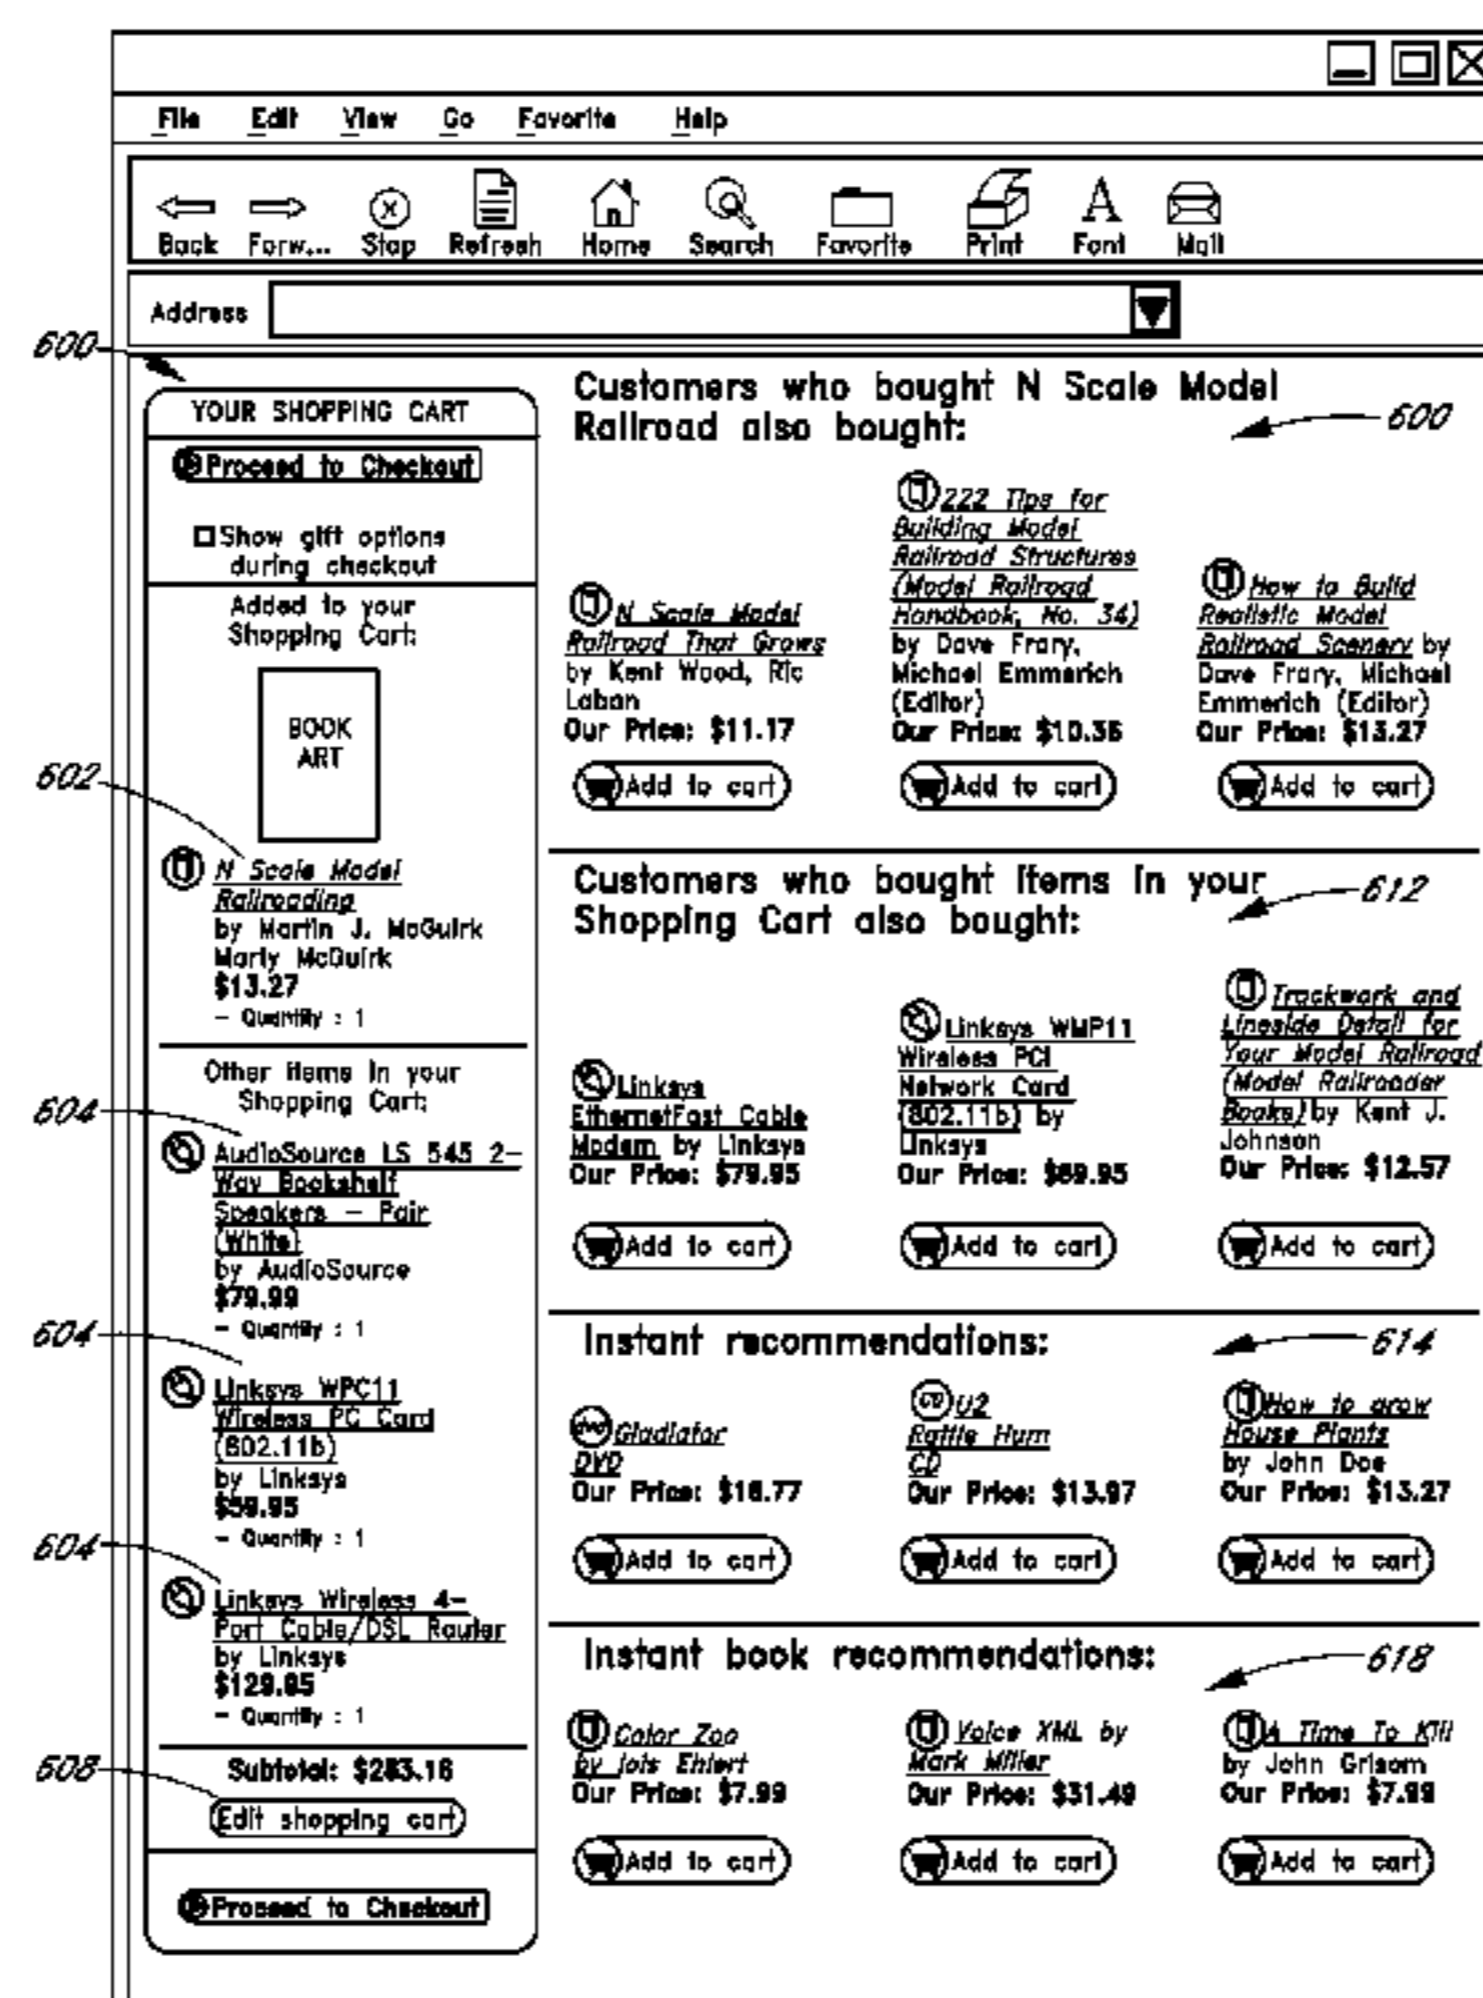 File Edit View Go Favorite Help
Back Forw... Stop Refresh Home Search Favorite Print Font Mail
Address
600
YOUR SHOPPING CART
Proceed to Checkout
Show gift options
during checkout
Added to your
Shopping Cart:
BOOK
ART
602
N Scale Model
Railroading
by Martin J. McGuirk
Marty McGuirk
$13.27
- Quantity : 1
Other items in your
Shopping Cart:
604
AudioSource LS 545 2-
Way Bookshelf
Speakers - Pair
(White)
by AudioSource
$79.99
- Quantity : 1
604
Linksys WPC11
Wireless PC Card
(802.11b)
by Linksys
$59.95
- Quantity : 1
604
Linksys Wireless 4-
Port Cable/DSL Router
by Linksys
$129.95
- Quantity : 1
Subtotal: $283.16
608
Edit shopping cart
Proceed to Checkout
Customers who bought N Scale Model
Railroad also bought:
600
N Scale Model
Railroad That Grows
by Kent Wood, Ric
Laban
Our Price: $11.17
Add to cart
222 Tips for
Building Model
Railroad Structures
(Model Railroad
Handbook, No. 34)
by Dave Frary,
Michael Emmerich
(Editor)
Our Price: $10.36
Add to cart
How to Build
Realistic Model
Railroad Scenery by
Dave Frary, Michael
Emmerich (Editor)
Our Price: $13.27
Add to cart
Customers who bought items in your
Shopping Cart also bought:
612
Linksys
EthernetFast Cable
Modem by Linksys
Our Price: $79.95
Add to cart
Linksys WMP11
Wireless PCI
Network Card
(802.11b) by
Linksys
Our Price: $69.95
Add to cart
Trackwork and
Lineside Detail for
Your Model Railroad
(Model Railroader
Books) by Kent J.
Johnson
Our Price: $12.57
Add to cart
Instant recommendations:
614
DVD
Gladiator
DVD
Our Price: $16.77
Add to cart
CD
U2
Rattle Hum
CD
Our Price: $13.97
Add to cart
How to grow
House Plants
by John Doe
Our Price: $13.27
Add to cart
Instant book recommendations:
618
Color Zoo
by lois Ehlert
Our Price: $7.99
Add to cart
Voice XML by
Mark Miller
Our Price: $31.49
Add to cart
A Time To Kill
by John Grisom
Our Price: $7.99
Add to cart